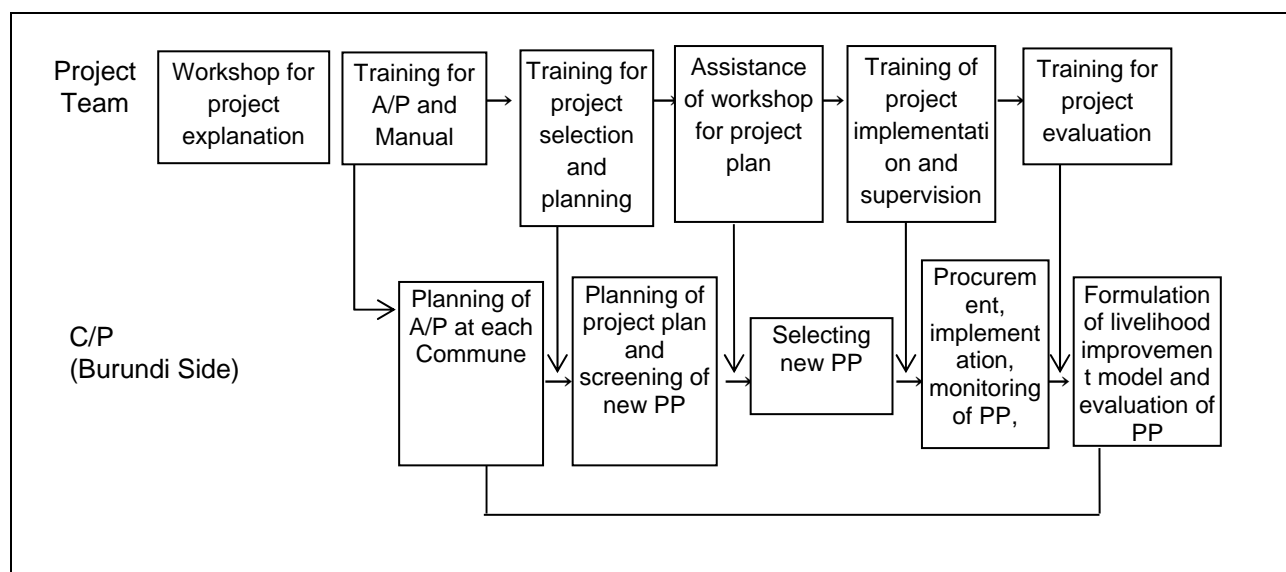 Project
Team
Workshop for
project
explanation
Training for
A/P and
Manual
Training for
project
selection
and
planning
Assistance
of workshop
for project
plan
Training of
project
implementati
on and
supervision
Training for
project
evaluation
C/P
(Burundi Side)
Planning of
A/P at each
Commune
Planning of
project plan
and
screening of
new PP
Selecting
new PP
Procurem
ent,
implement
ation,
monitoring
of PP,
Formulation
of livelihood
improvemen
t model and
evaluation of
PP